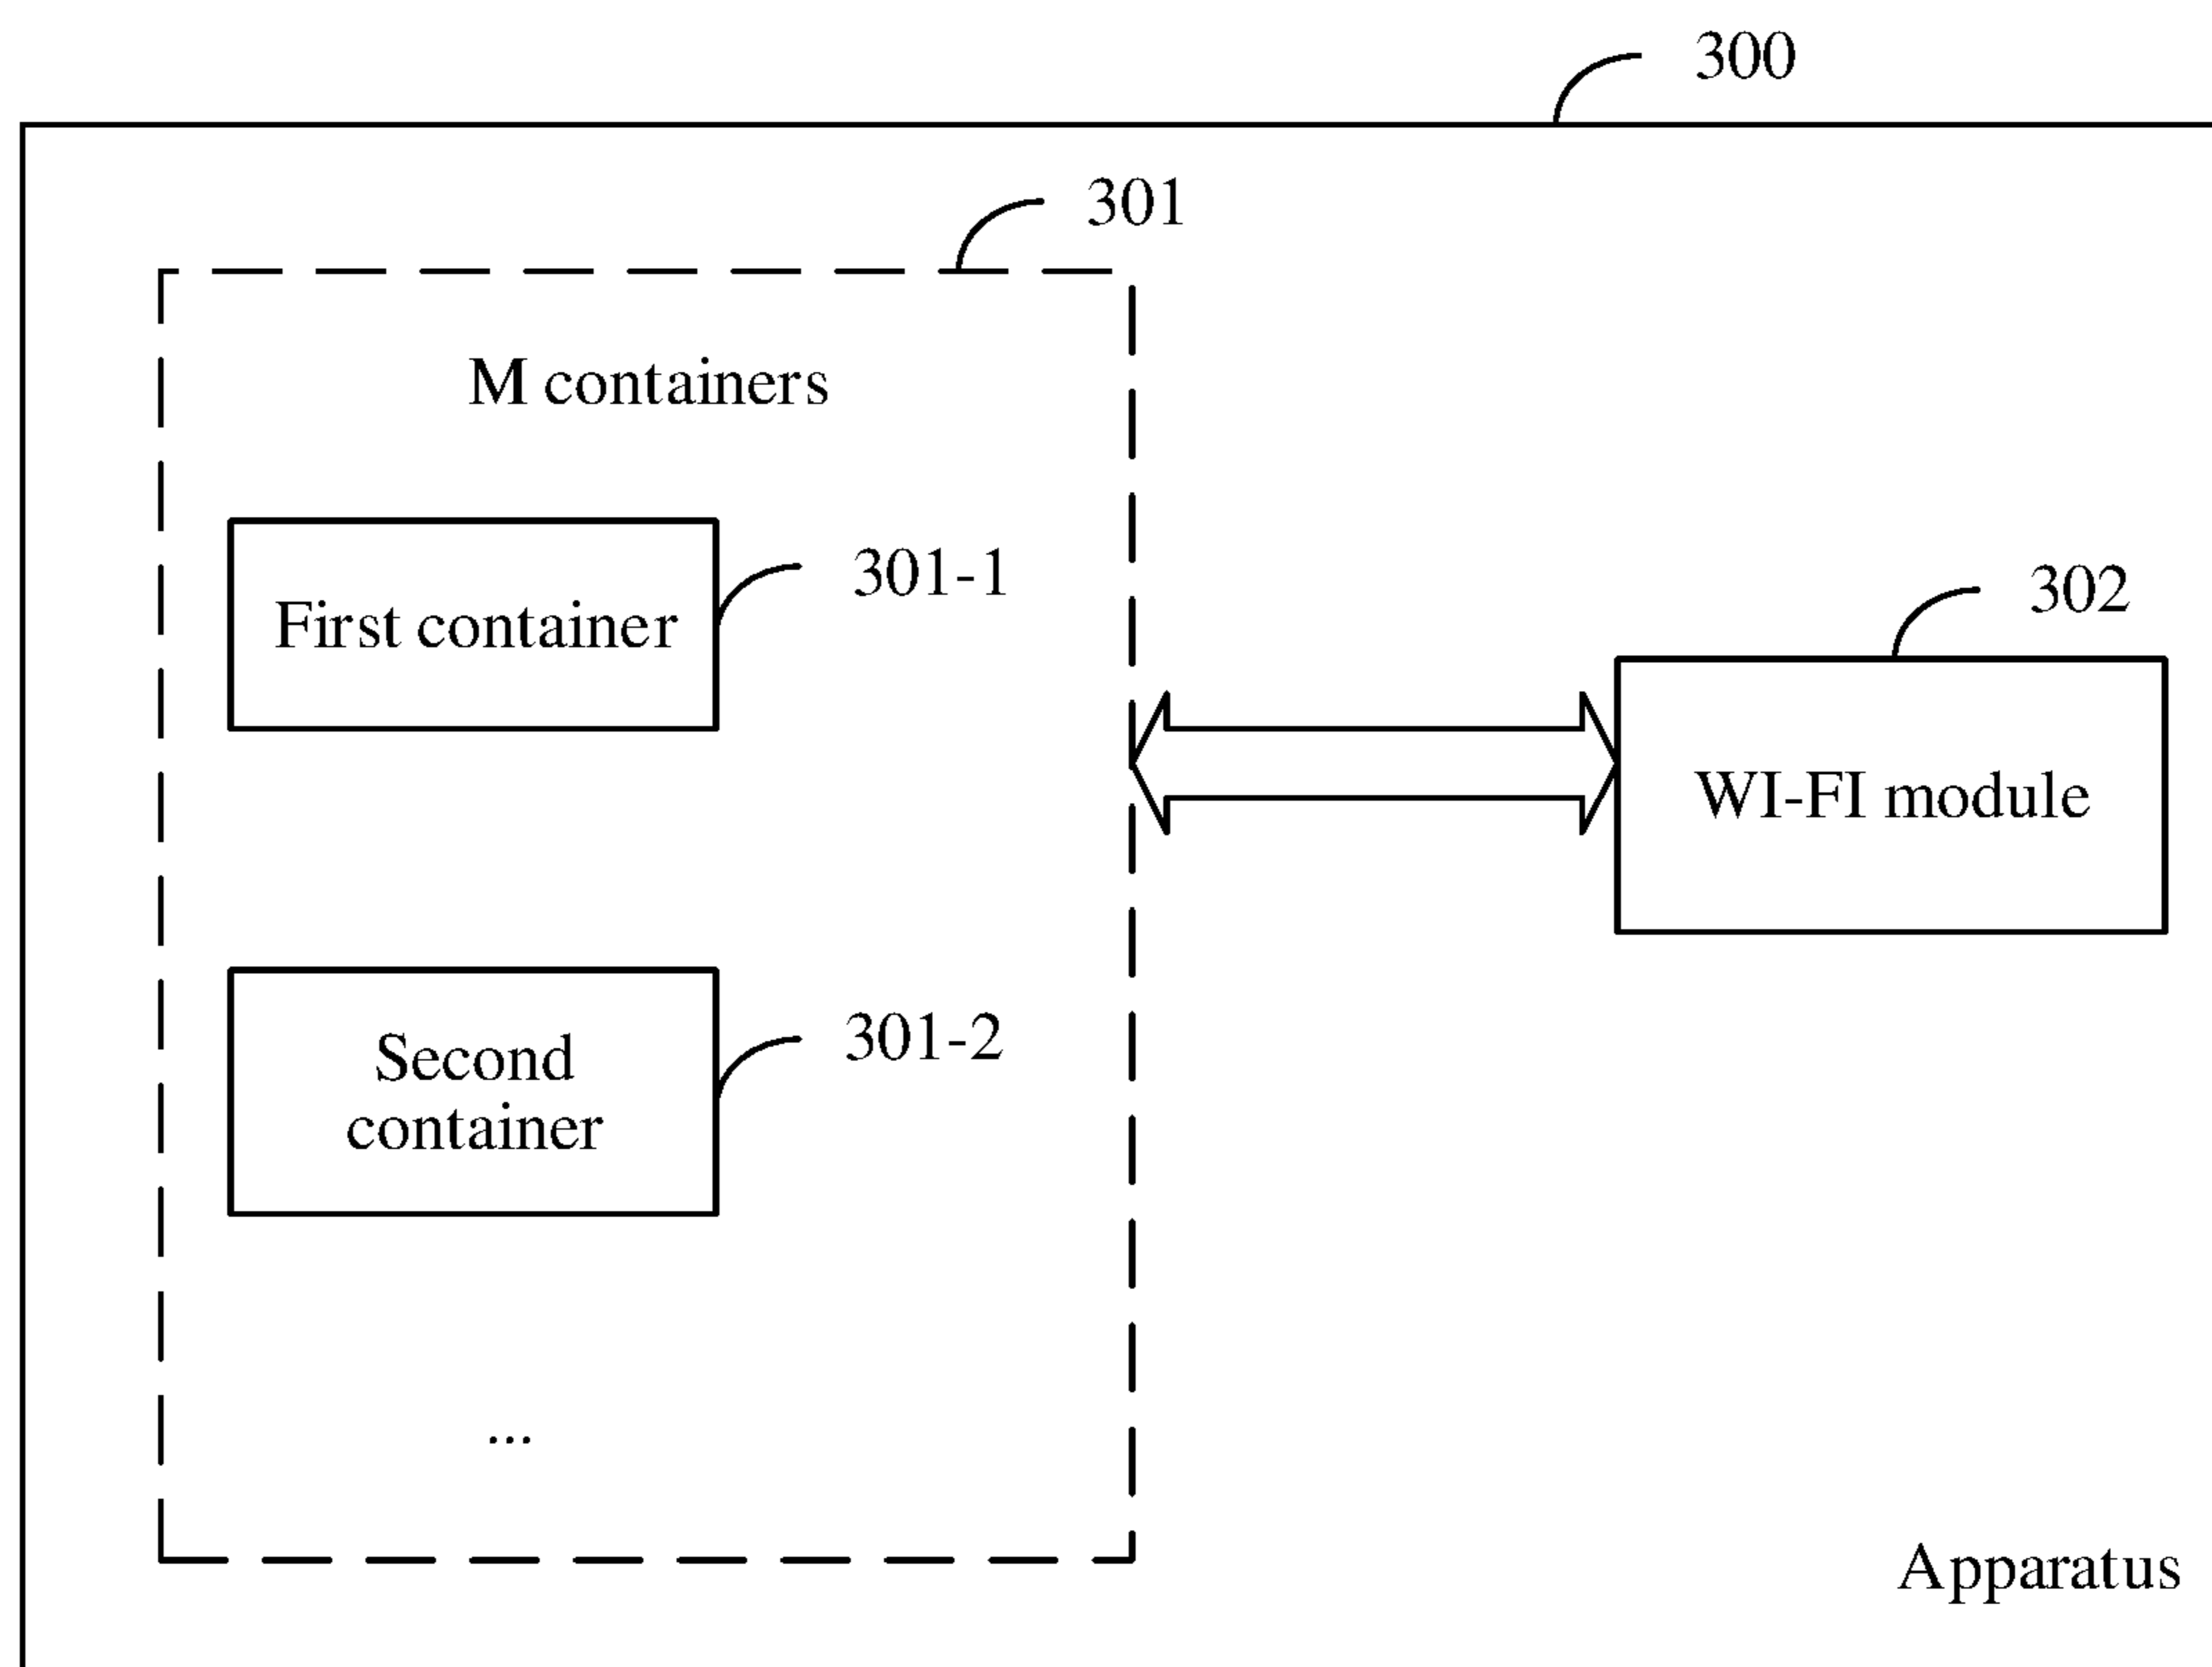 300
301
M containers
301-1
First container
302
WI-FI module
301-2
Second
container
...
Apparatus